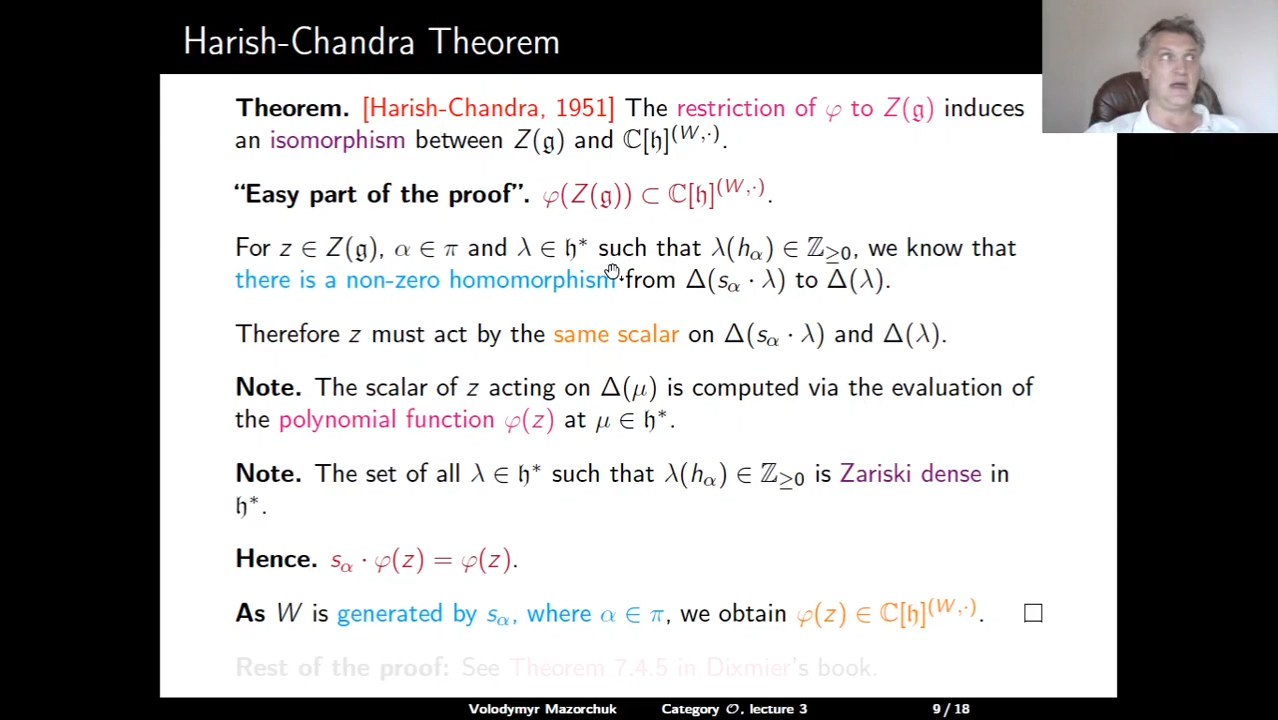 Harish-Chandra Theorem
Theorem. [Harish-Chandra, 1951] The restriction of φ to Z(𝔤) induces
an isomorphism between Z(𝔤) and ℂ[𝔥]^(W,·).
“Easy part of the proof”. φ(Z(𝔤)) ⊂ ℂ[𝔥]^(W,·).
For z ∈ Z(𝔤), α ∈ π and λ ∈ 𝔥* such that λ(h_α) ∈ ℤ_≥0, we know that
there is a non-zero homomorphism from Δ(s_α · λ) to Δ(λ).
Therefore z must act by the same scalar on Δ(s_α · λ) and Δ(λ).
Note. The scalar of z acting on Δ(μ) is computed via the evaluation of
the polynomial function φ(z) at μ ∈ 𝔥*.
Note. The set of all λ ∈ 𝔥* such that λ(h_α) ∈ ℤ_≥0 is Zariski dense in
𝔥*.
Hence. s_α · φ(z) = φ(z).
As W is generated by s_α, where α ∈ π, we obtain φ(z) ∈ ℂ[𝔥]^(W,·). □
Rest of the proof: See Theorem 7.4.5 in Dixmier's book.
Volodymyr Mazorchuk Category 𝒪, lecture 3 9 / 18